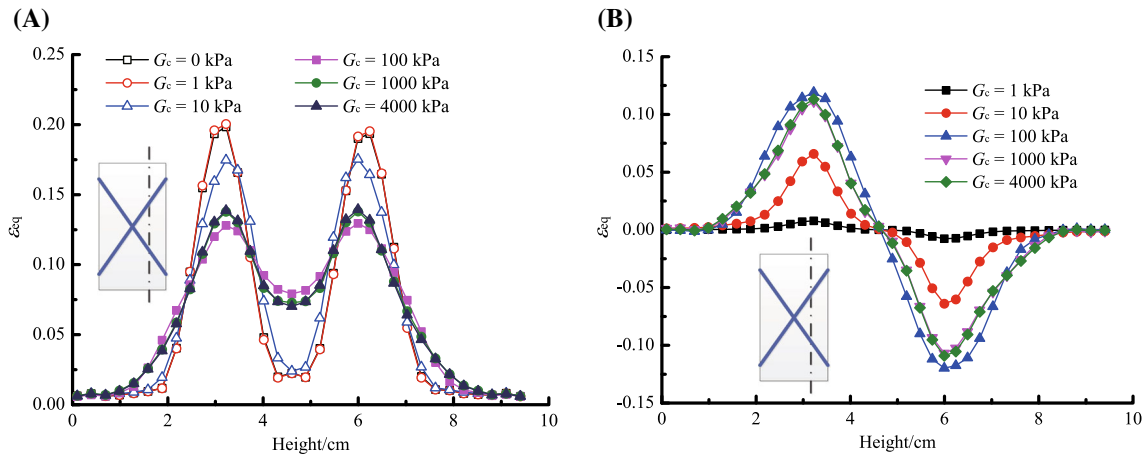 (A)
0.25
0.20
0.15
0.10
0.05
0.00
εeq
Gc = 0 kPa
Gc = 1 kPa
Gc = 10 kPa
Gc = 100 kPa
Gc = 1000 kPa
Gc = 4000 kPa
0 2 4 6 8 10
Height/cm
(B)
0.15
0.10
0.05
0.00
-0.05
-0.10
-0.15
εeq
Gc = 1 kPa
Gc = 10 kPa
Gc = 100 kPa
Gc = 1000 kPa
Gc = 4000 kPa
0 2 4 6 8 10
Height/cm